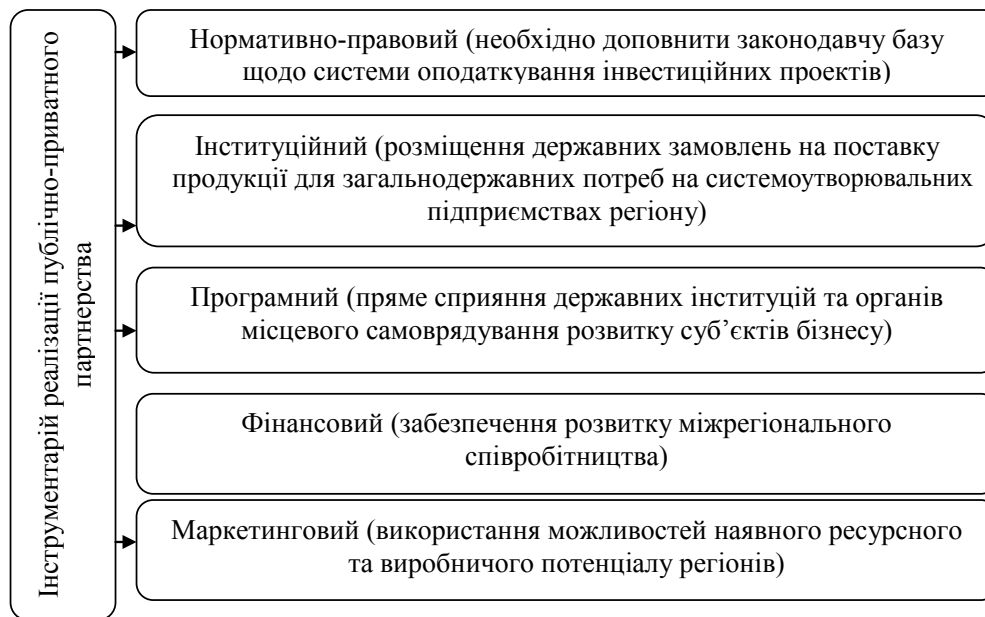 Інструментарій реалізації публічно-приватного
партнерства
Нормативно-правовий (необхідно доповнити законодавчу базу
щодо системи оподаткування інвестиційних проектів)
Інституційний (розміщення державних замовлень на поставку
продукції для загальнодержавних потреб на системоутворювальних
підприємствах регіону)
Програмний (пряме сприяння державних інституцій та органів
місцевого самоврядування розвитку суб’єктів бізнесу)
Фінансовий (забезпечення розвитку міжрегіонального
співробітництва)
Маркетинговий (використання можливостей наявного ресурсного
та виробничого потенціалу регіонів)